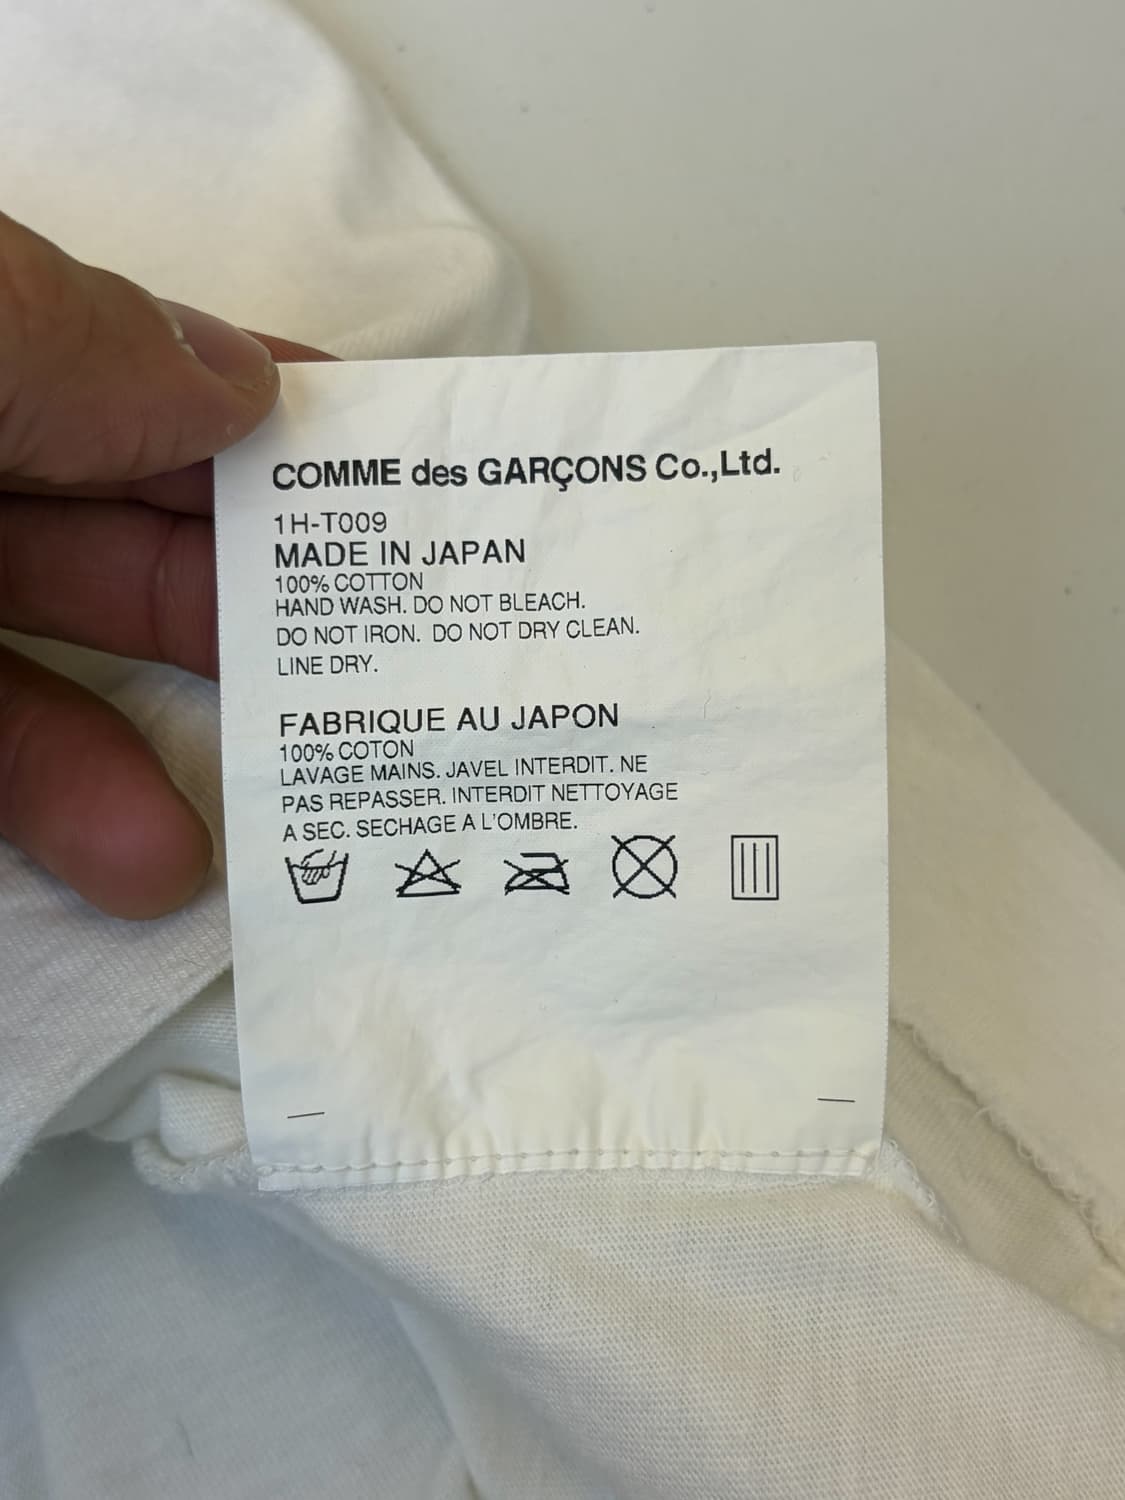 COMME des GARÇONS Co.,Ltd.
1H-T009
MADE IN JAPAN
100% COTTON
HAND WASH. DO NOT BLEACH.
DO NOT IRON. DO NOT DRY CLEAN.
LINE DRY.
FABRIQUE AU JAPON
100% COTON
LAVAGE MAINS. JAVEL INTERDIT. NE
PAS REPASSER. INTERDIT NETTOYAGE
A SEC. SECHAGE A L'OMBRE.